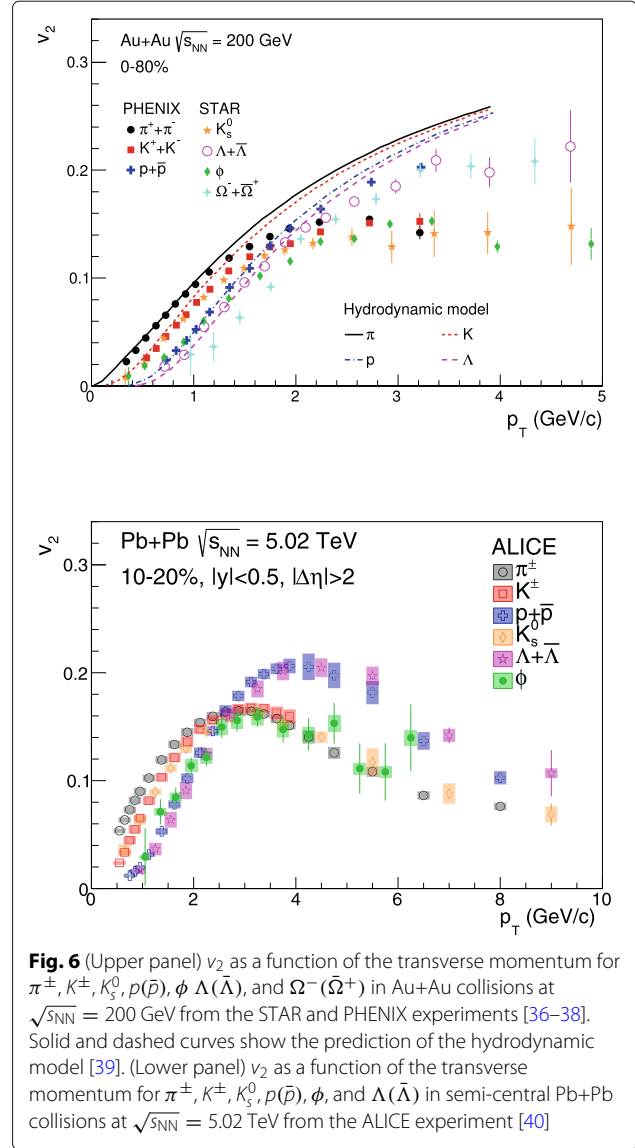 v₂
Au+Au √sNN = 200 GeV
0-80%
PHENIX STAR
π⁺+π⁻
K⁺+K⁻
p+p̄
K⁰s
Λ+Λ̄
φ
Ω⁻+Ω̄⁺
Hydrodynamic model
π K
p Λ
0.3
0.2
0.1
0
0 1 2 3 4 5
p_T (GeV/c)
v₂
Pb+Pb √sNN = 5.02 TeV
10-20%, |y|<0.5, |Δη|>2
ALICE
π±
K±
p+p̄
K⁰s
Λ+Λ̄
φ
0.3
0.2
0.1
0
0 2 4 6 8 10
p_T (GeV/c)
Fig. 6 (Upper panel) v₂ as a function of the transverse momentum for
π±, K±, K⁰s, p(p̄), φ Λ(Λ̄), and Ω⁻(Ω̄⁺) in Au+Au collisions at
√sNN = 200 GeV from the STAR and PHENIX experiments [36–38].
Solid and dashed curves show the prediction of the hydrodynamic
model [39]. (Lower panel) v₂ as a function of the transverse
momentum for π±, K±, K⁰s, p(p̄), φ, and Λ(Λ̄) in semi-central Pb+Pb
collisions at √sNN = 5.02 TeV from the ALICE experiment [40]